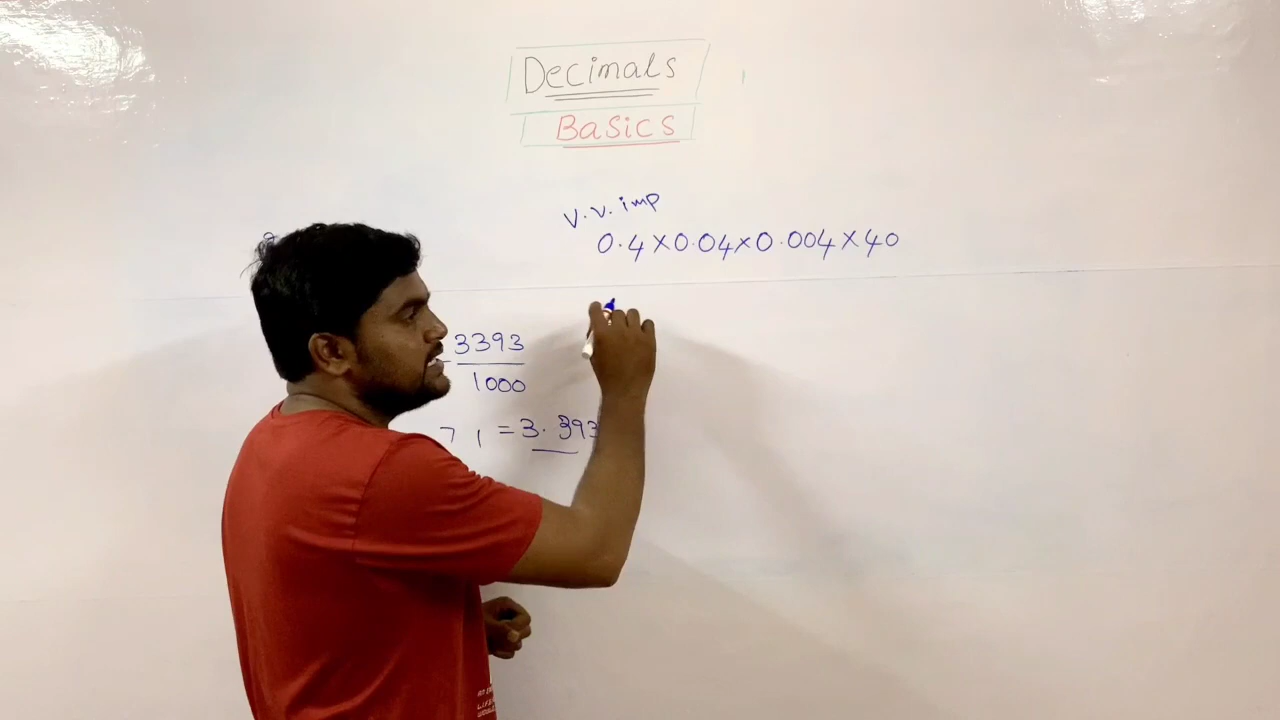 Decimals
Basics
v.v. imp
0.4×0.04×0.004×40
3393
1000
= 3.393